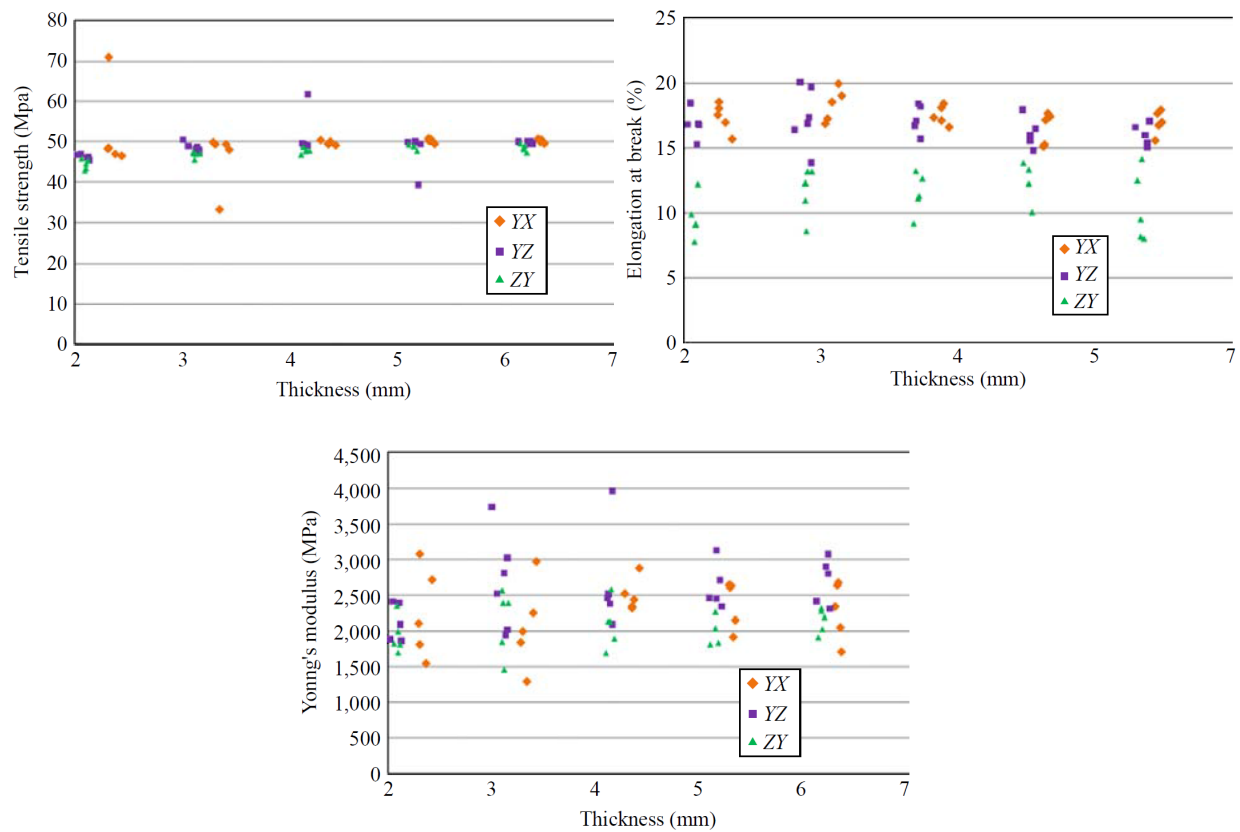 80
70
60
50
40
30
20
10
0
Tensile strength (Mpa)
YX
YZ
ZY
2 3 4 5 6 7
Thickness (mm)
25
20
15
10
5
0
Elongation at break (%)
YX
YZ
ZY
2 3 4 5 7
Thickness (mm)
4,500
4,000
3,500
3,000
2,500
2,000
1,500
1,000
500
0
Yonng's modulus (MPa)
YX
YZ
ZY
2 3 4 5 6 7
Thickness (mm)